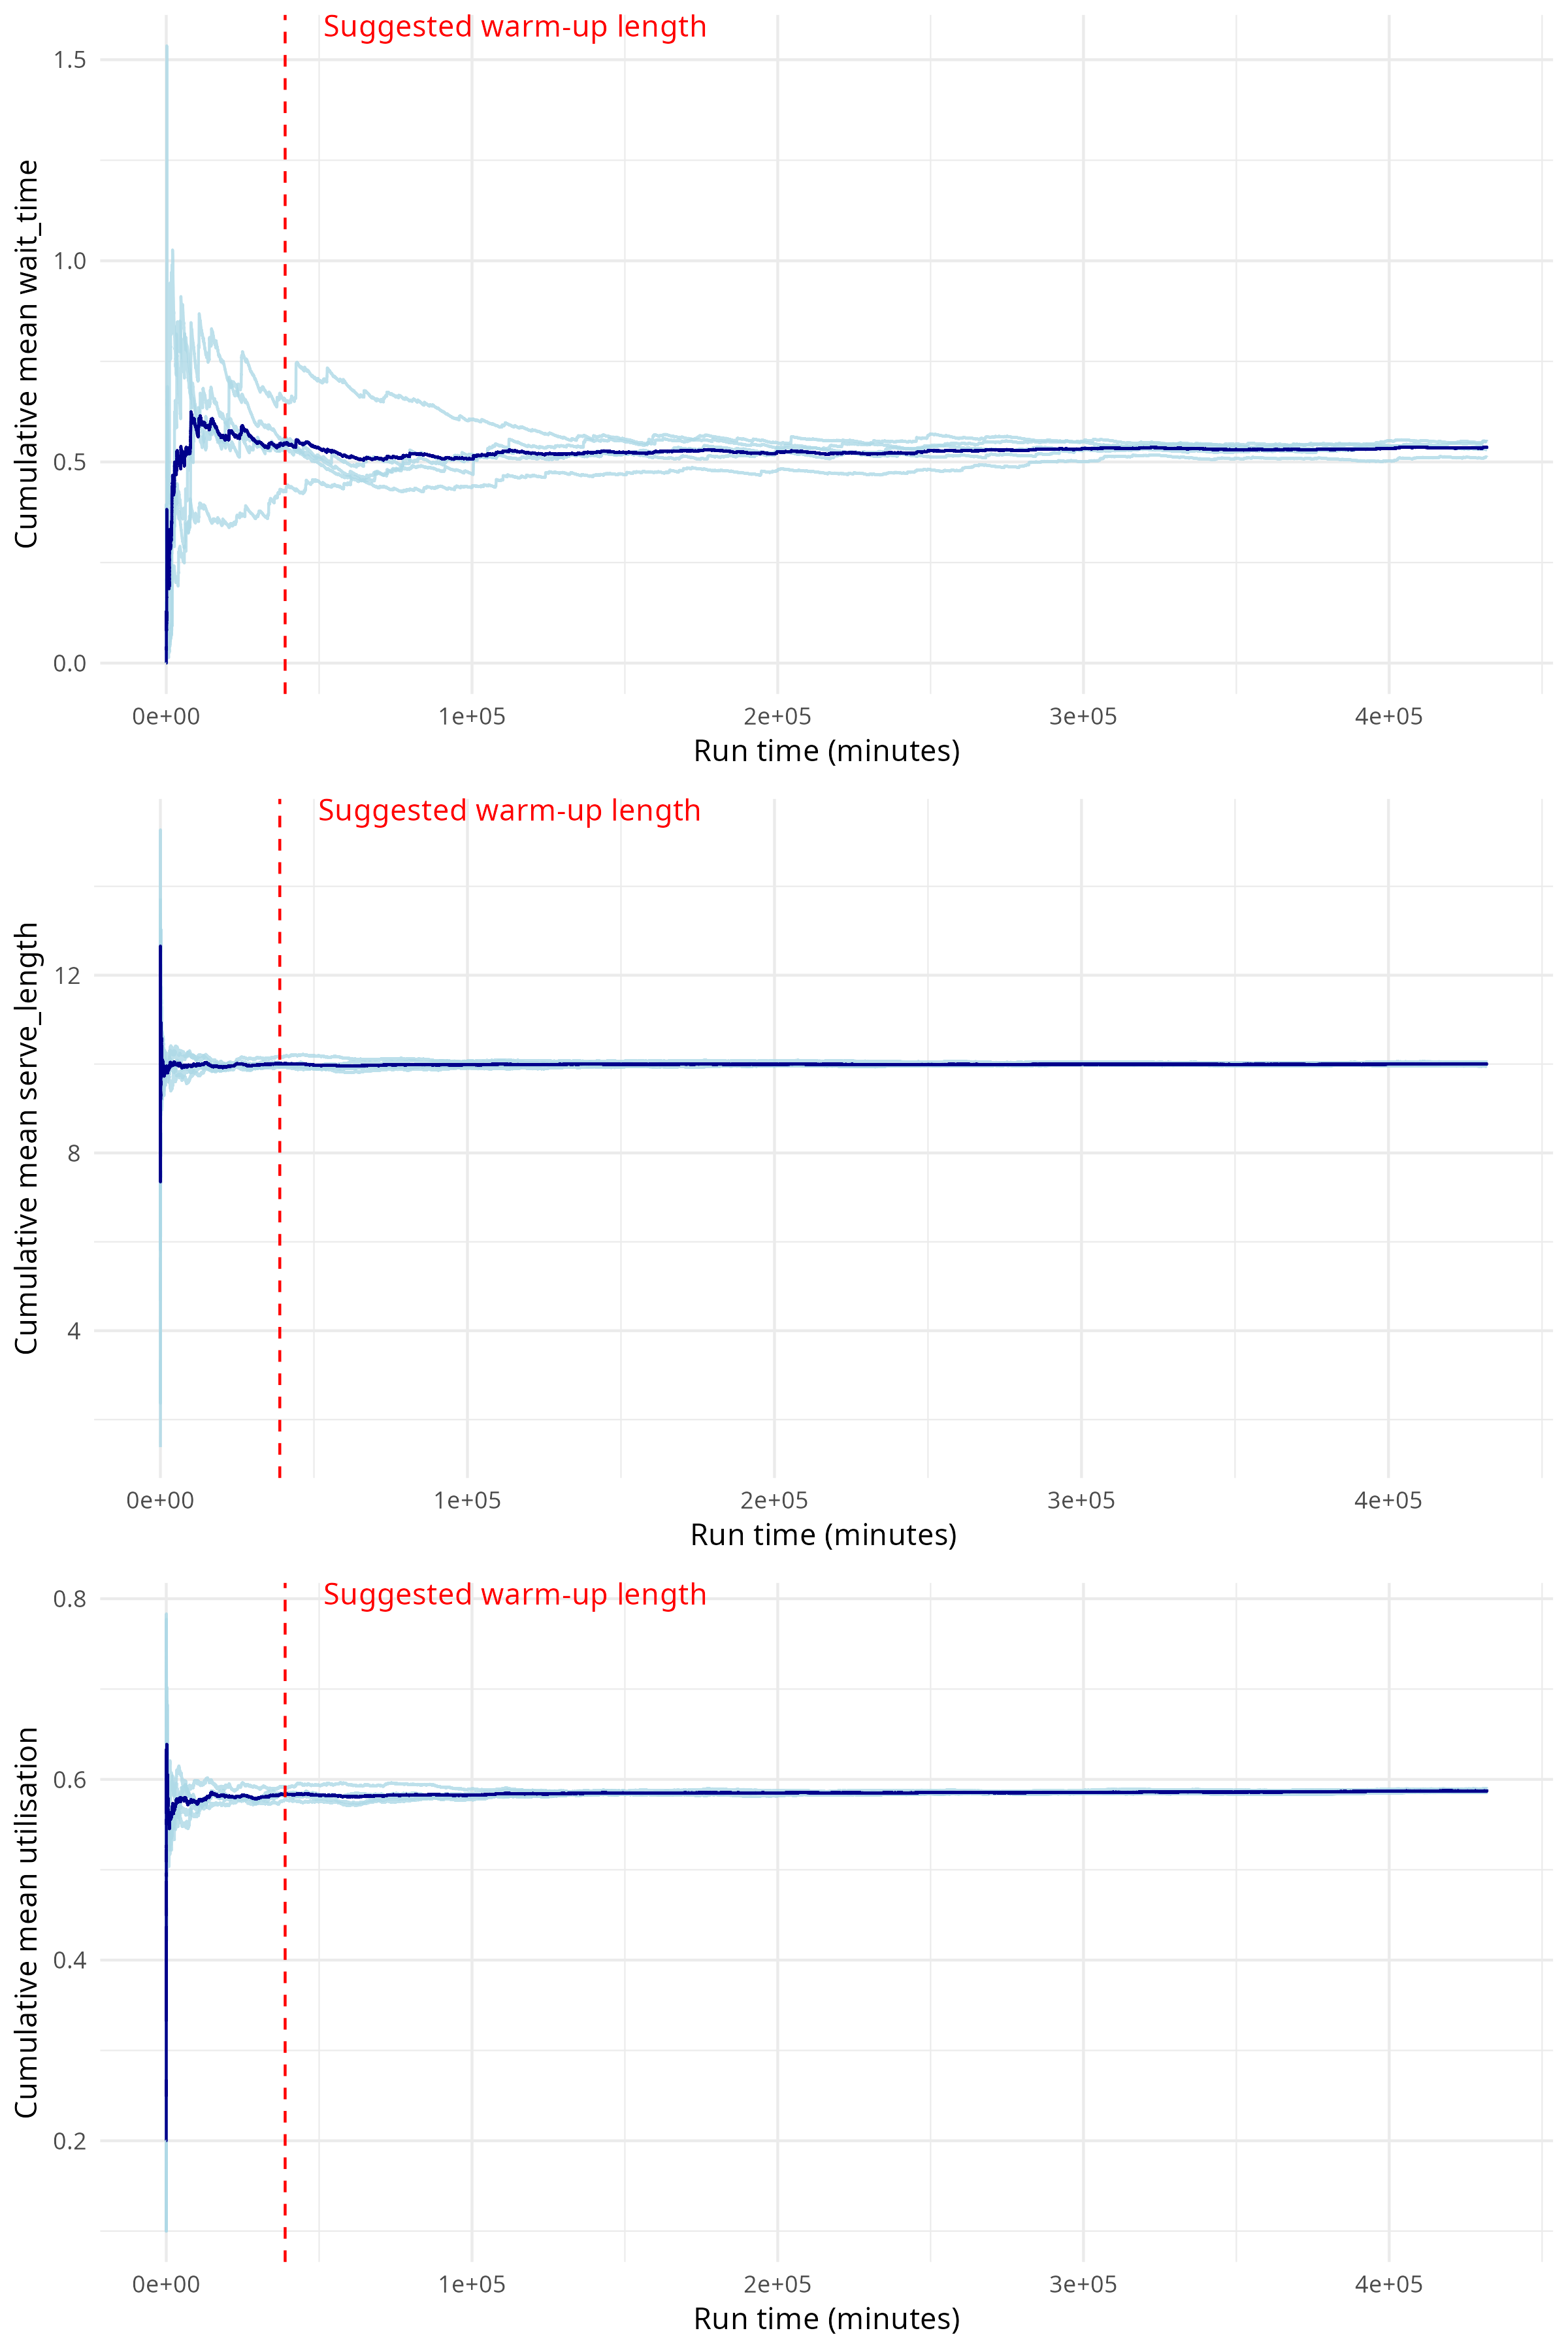 Suggested warm-up length
1.5
1.0
0.5
0.0
Cumulative mean wait_time
0e+00 1e+05 2e+05 3e+05 4e+05
Run time (minutes)
Suggested warm-up length
12
8
4
Cumulative mean serve_length
0e+00 1e+05 2e+05 3e+05 4e+05
Run time (minutes)
Suggested warm-up length
0.8
0.6
0.4
0.2
Cumulative mean utilisation
0e+00 1e+05 2e+05 3e+05 4e+05
Run time (minutes)